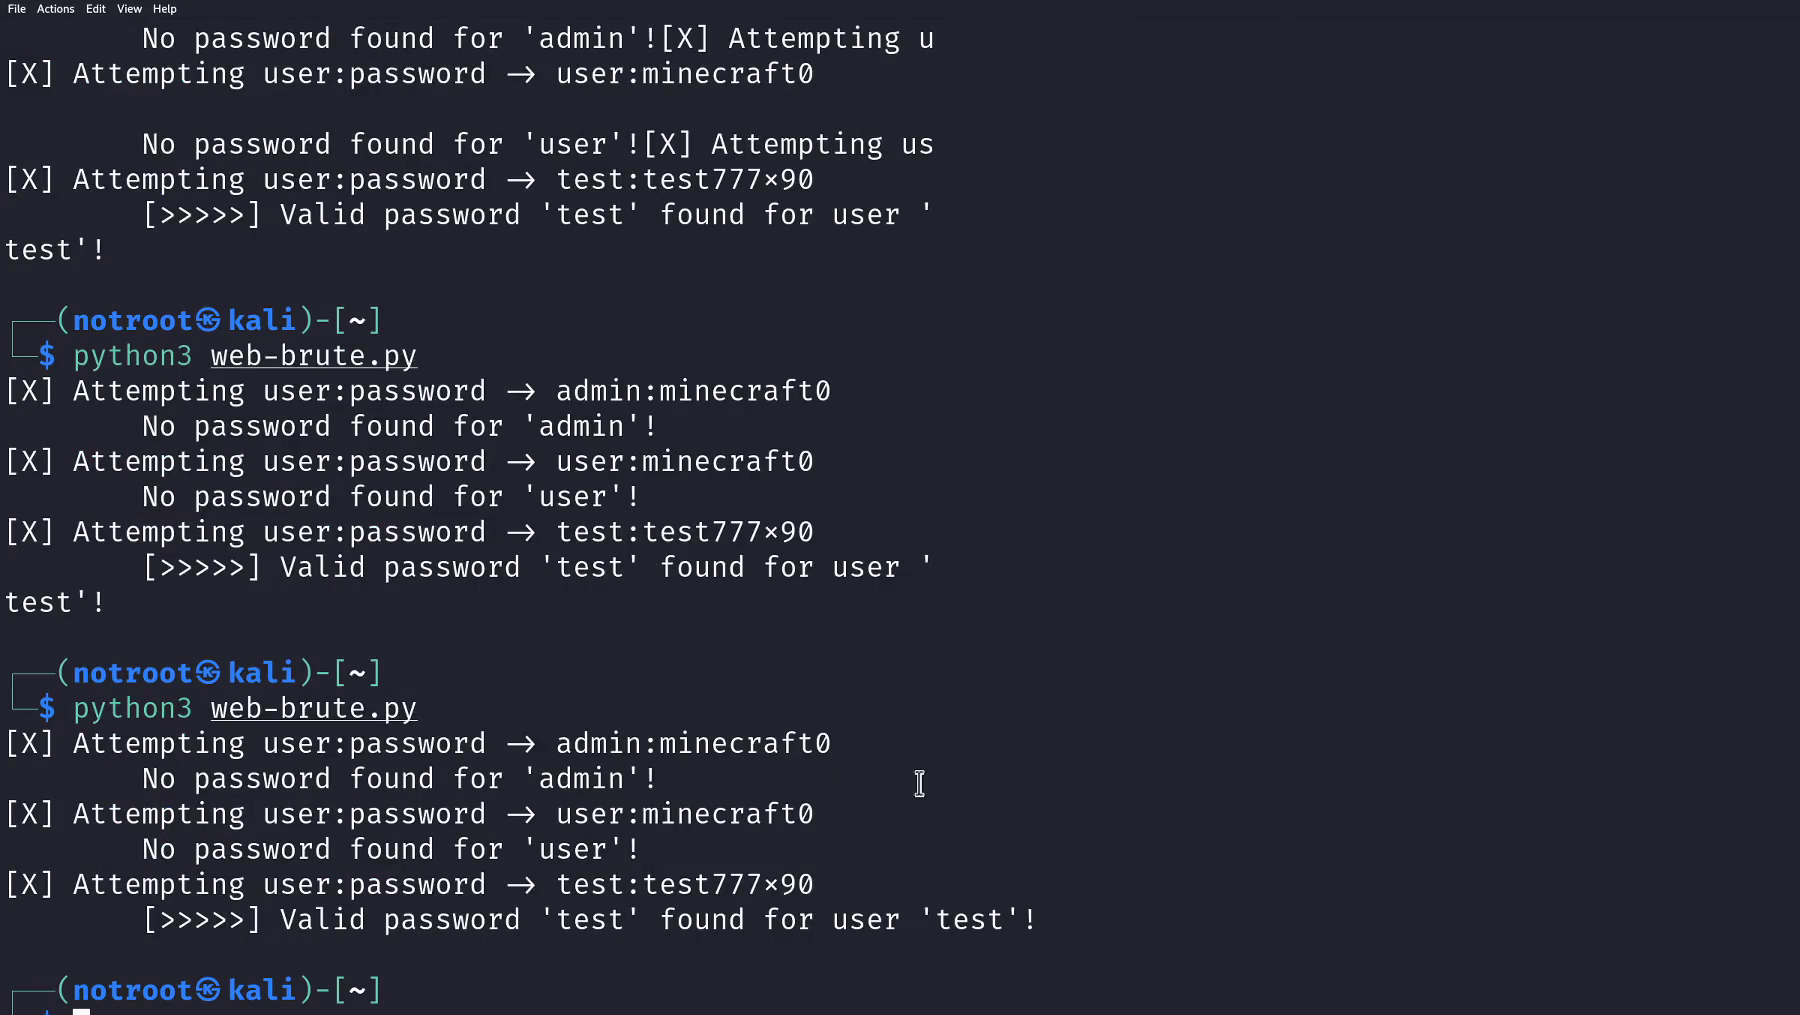 File Actions Edit View Help
No password found for 'admin'![X] Attempting u
[X] Attempting user:password → user:minecraft0
No password found for 'user'![X] Attempting us
[X] Attempting user:password → test:test777×90
[>>>>>] Valid password 'test' found for user '
test'!
┌──(notroot㉿kali)-[~]
└─$ python3 web-brute.py
[X] Attempting user:password → admin:minecraft0
No password found for 'admin'!
[X] Attempting user:password → user:minecraft0
No password found for 'user'!
[X] Attempting user:password → test:test777×90
[>>>>>] Valid password 'test' found for user '
test'!
┌──(notroot㉿kali)-[~]
└─$ python3 web-brute.py
[X] Attempting user:password → admin:minecraft0
No password found for 'admin'!
[X] Attempting user:password → user:minecraft0
No password found for 'user'!
[X] Attempting user:password → test:test777×90
[>>>>>] Valid password 'test' found for user 'test'!
┌──(notroot㉿kali)-[~]
└─$